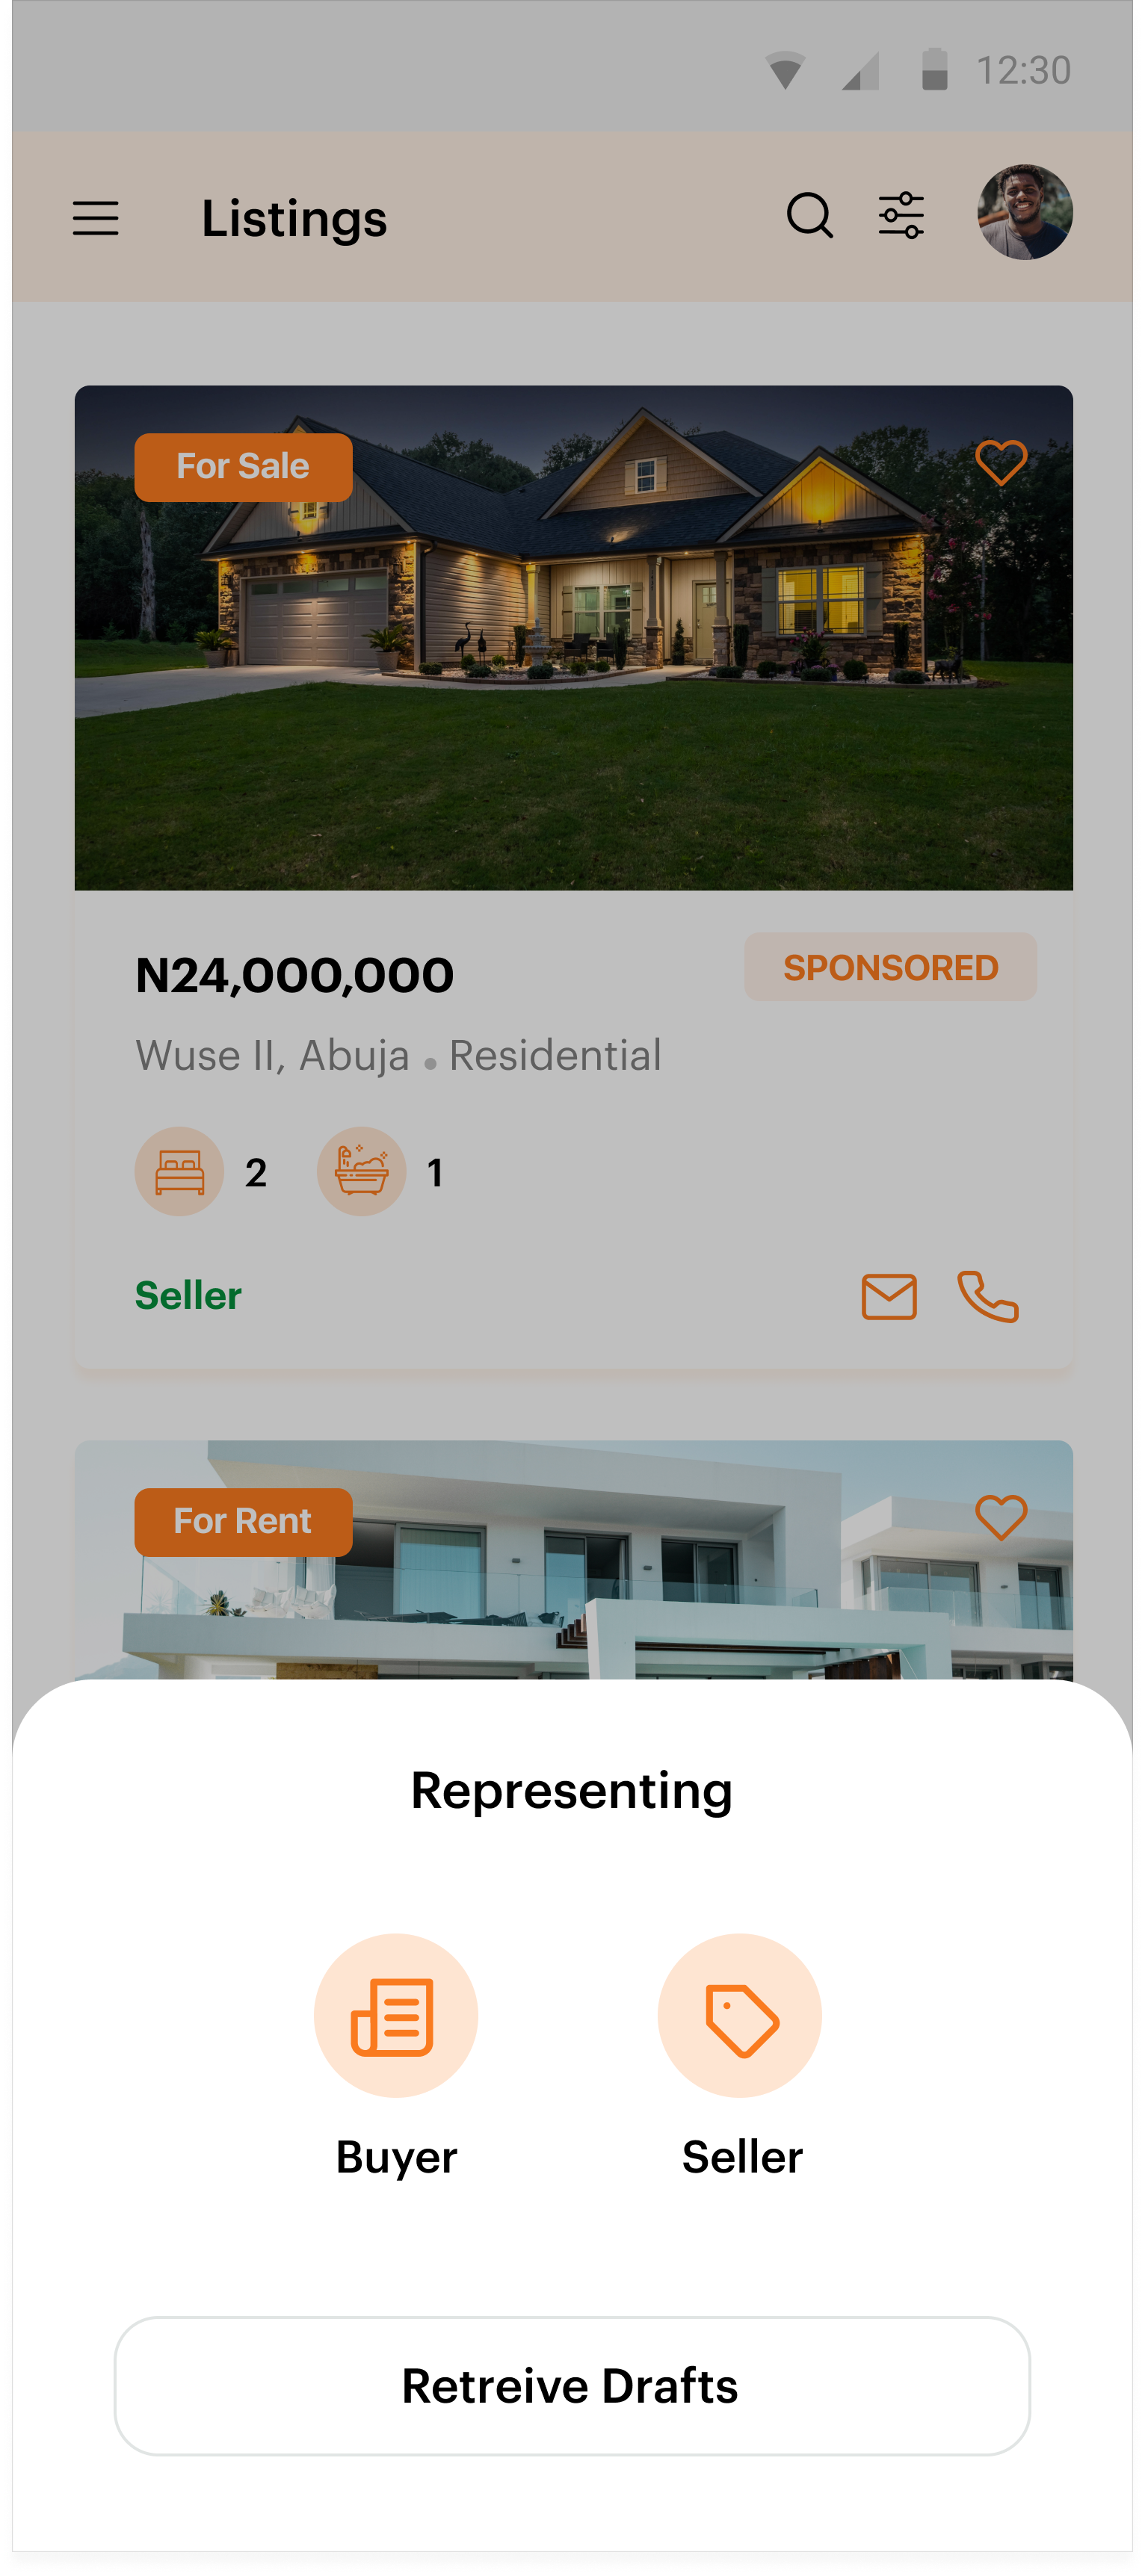 12:30
Listings
For Sale
N24,000,000
SPONSORED
Wuse II, Abuja • Residential
2 1
Seller
For Rent
Representing
Buyer Seller
Retreive Drafts